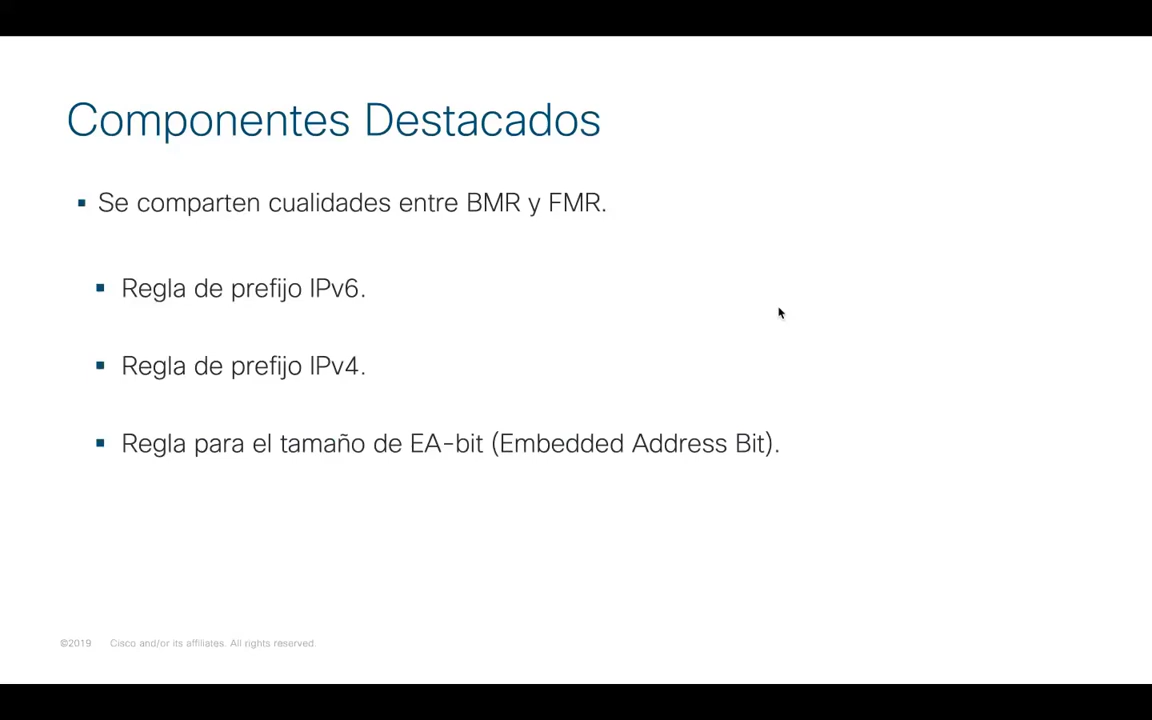 Componentes Destacados
▪ Se comparten cualidades entre BMR y FMR.
▪ Regla de prefijo IPv6.
▪ Regla de prefijo IPv4.
▪ Regla para el tamaño de EA-bit (Embedded Address Bit).
©2019 Cisco and/or its affiliates. All rights reserved.